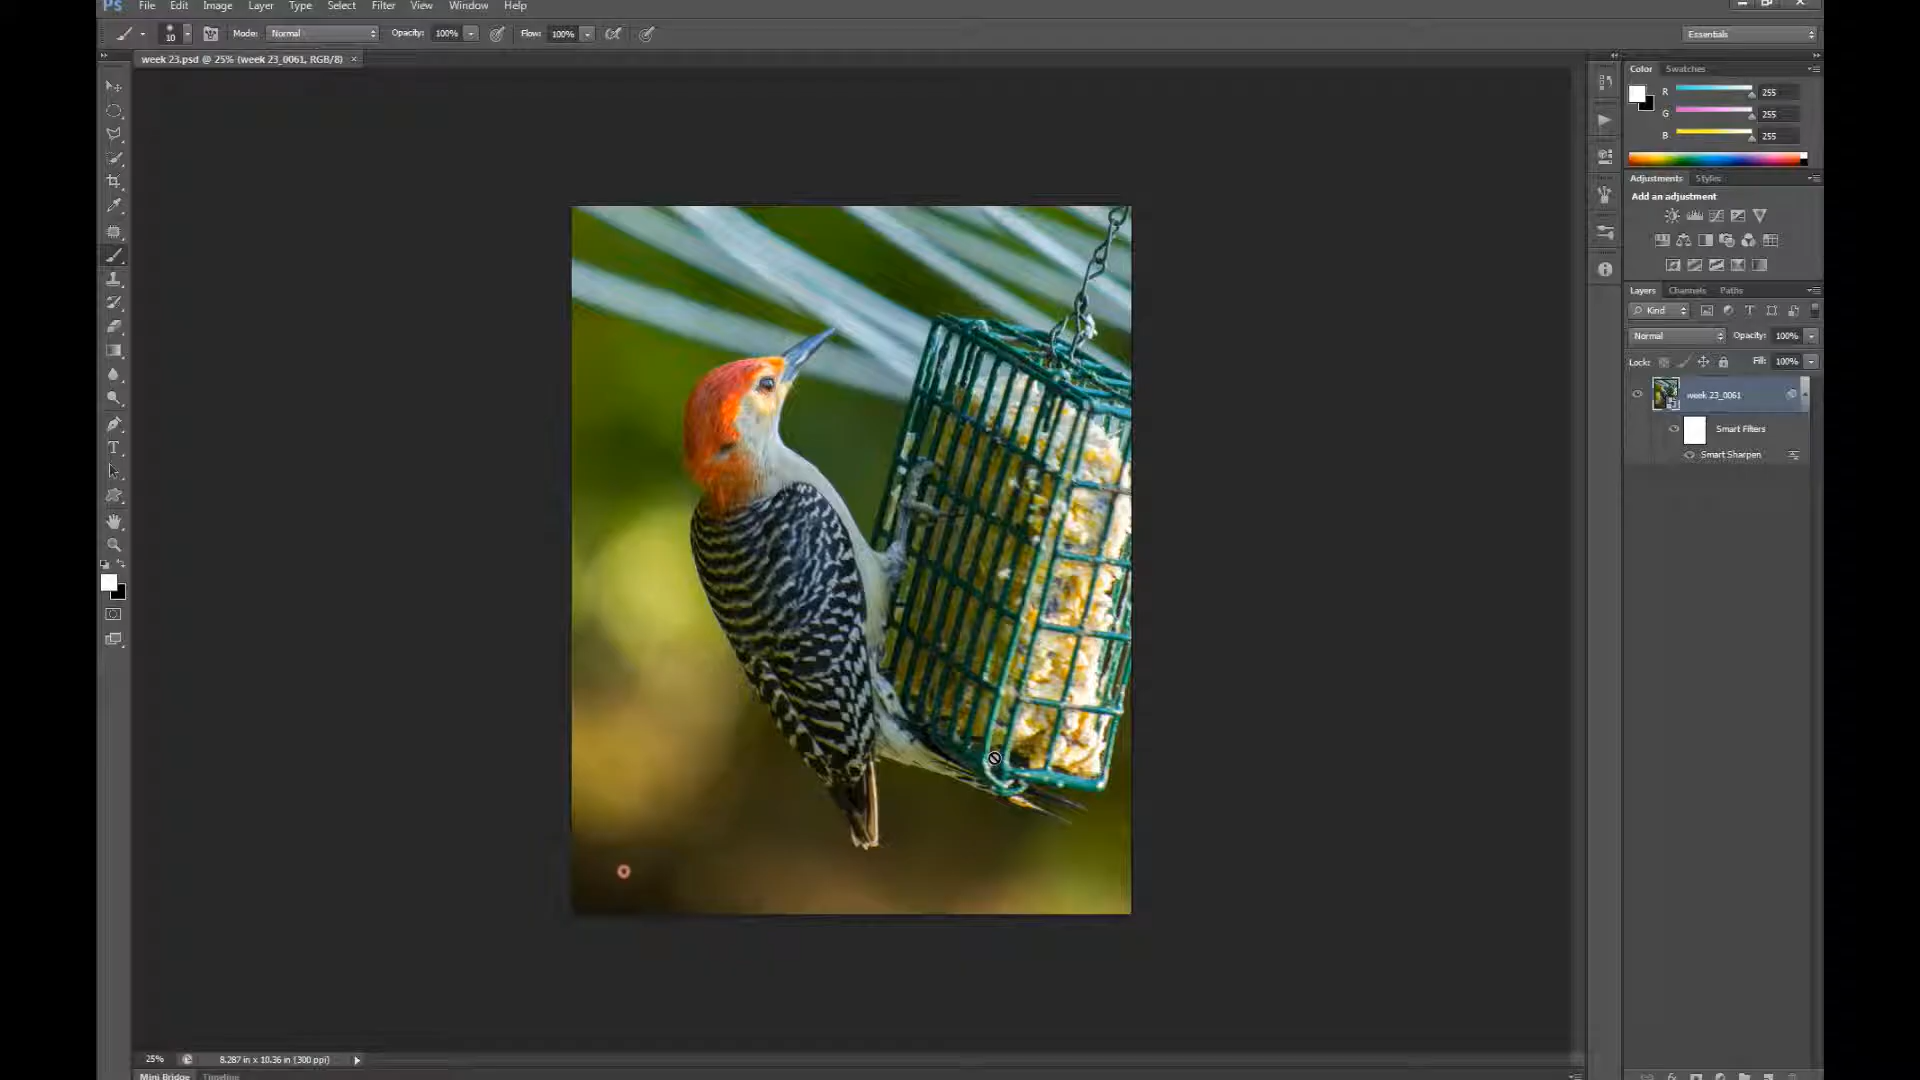 Ps File Edit Image Layer Type Select Filter View Window Help
10 Mode: Normal Opacity: 100% Flow: 100% Essentials
week 23.psd @ 25% (week 23_0061, RGB/8) ×
Color Swatches
R 255
G 255
B 255
Adjustments Styles
Add an adjustment
Layers Channels Paths
Kind
Normal Opacity: 100%
Lock: Fill: 100%
week 23_0061
Smart Filters
Smart Sharpen
25% 8.287 in x 10.36 in (300 ppi)
Mini Bridge Timeline